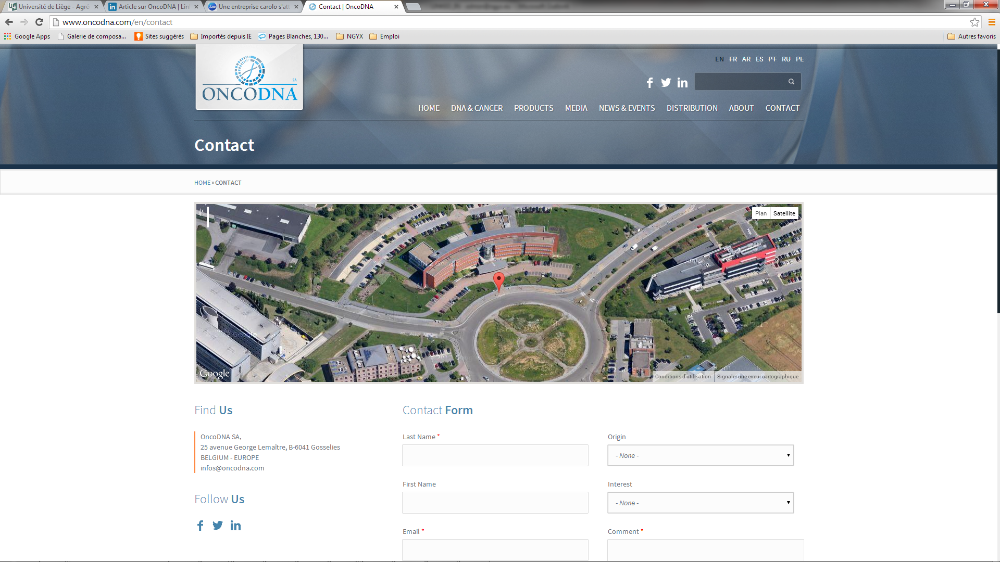 Université de Liège - Agré
Article sur OncoDNA | Lin
Une entreprise carolo s'att
Contact | OncoDNA
www.oncodna.com/en/contact
Google Apps
Galerie de composa...
Sites suggérés
Importés depuis IE
Pages Blanches, 130...
NGYX
Emploi
Autres favoris
SA
ONCODNA
EN FR AR ES PT RU PL
HOME DNA & CANCER PRODUCTS MEDIA NEWS & EVENTS DISTRIBUTION ABOUT CONTACT
Contact
HOME » CONTACT
Plan Satellite
Google
Conditions d'utilisation Signaler une erreur cartographique
Find Us
OncoDNA SA,
25 avenue George Lemaître, B-6041 Gosselies
BELGIUM - EUROPE
infos@oncodna.com
Follow Us
Contact Form
Last Name *
Origin
- None -
First Name
Interest
- None -
Email *
Comment *